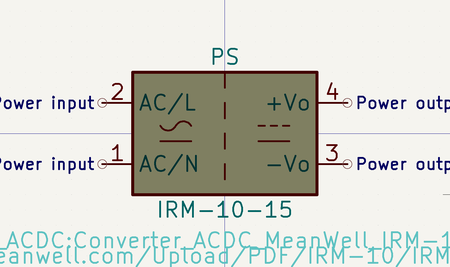 PS
Power input 2 AC/L +Vo 4 Power outp
Power input 1 AC/N −Vo 3 Power outp
IRM−10−15
_ACDC:Converter_ACDC_MeanWell_IRM−1
eanwell.com/Upload/PDF/IRM−10/IRM